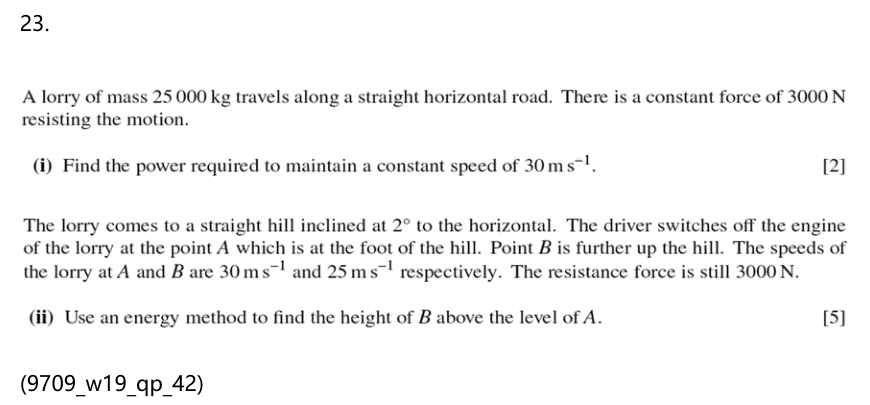 23.
A lorry of mass 25 000 kg travels along a straight horizontal road. There is a constant force of 3000 N
resisting the motion.
(i) Find the power required to maintain a constant speed of 30 m s⁻¹. [2]
The lorry comes to a straight hill inclined at 2° to the horizontal. The driver switches off the engine
of the lorry at the point A which is at the foot of the hill. Point B is further up the hill. The speeds of
the lorry at A and B are 30 m s⁻¹ and 25 m s⁻¹ respectively. The resistance force is still 3000 N.
(ii) Use an energy method to find the height of B above the level of A. [5]
(9709_w19_qp_42)